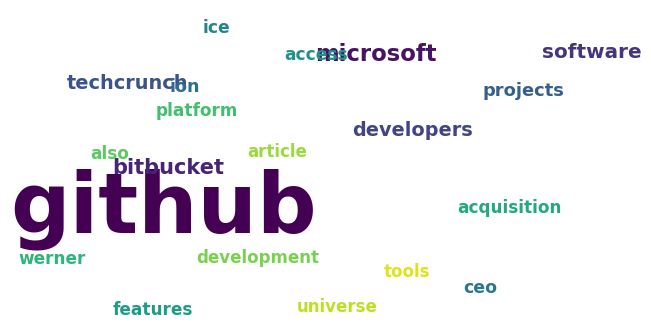 ice
access
microsoft
software
techcrunch
ion
projects
platform
developers
also
article
bitbucket
github
acquisition
werner
development
tools
ceo
features
universe